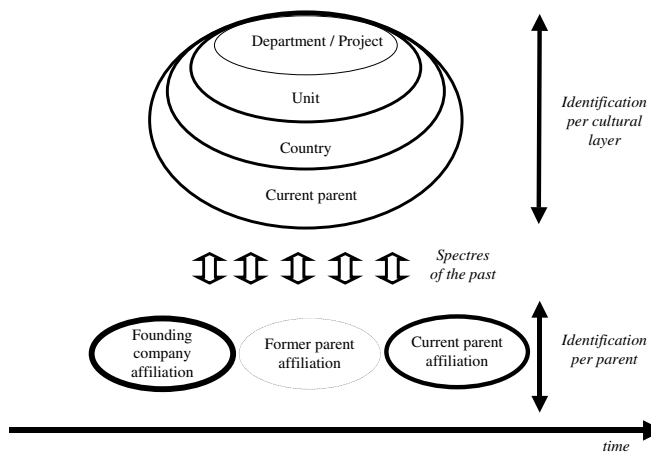 Department / Project
Unit
Country
Current parent
Identification
per cultural
layer
Spectres
of the past
Founding
company
affiliation
Former parent
affiliation
Current parent
affiliation
Identification
per parent
time